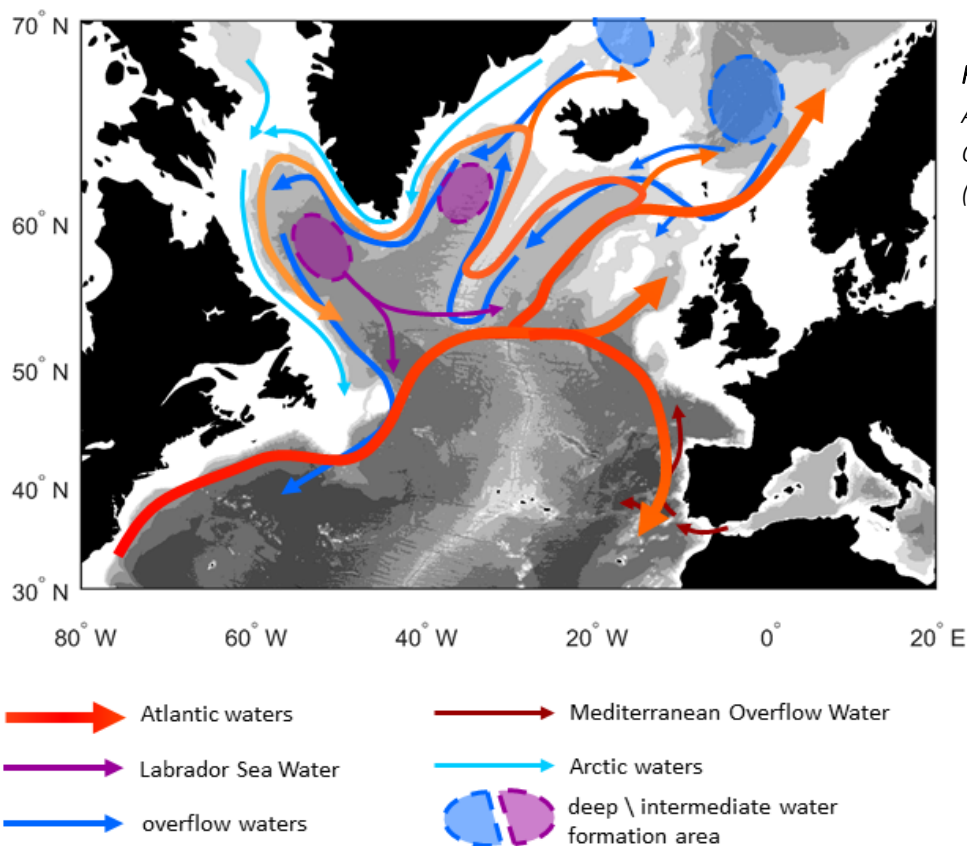 70° N
60° N
50° N
40° N
30° N
80° W 60° W 40° W 20° W 0° 20° E
Atlantic waters
Labrador Sea Water
overflow waters
Mediterranean Overflow Water
Arctic waters
deep \ intermediate water
formation area